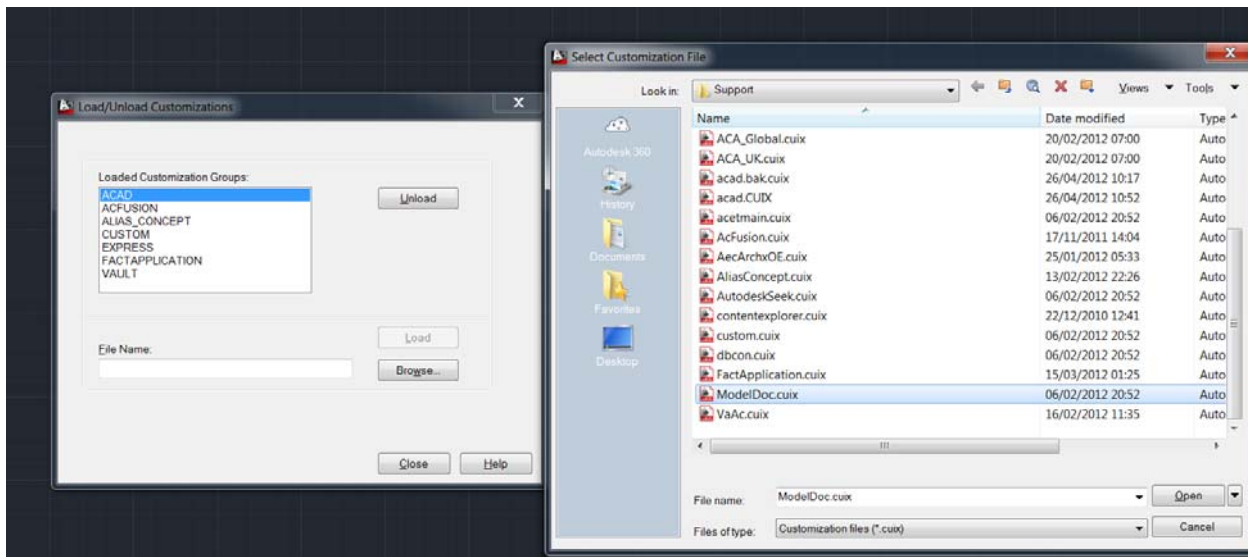 Load/Unload Customizations
Loaded Customization Groups:
ACAD
ACFUSION
ALIAS_CONCEPT
CUSTOM
EXPRESS
FACTAPPLICATION
VAULT
Unload
Load
File Name:
Browse...
Close Help
Select Customization File
Look in: Support Views Tools
Autodesk 360
History
Documents
Favorites
Desktop
Name Date modified Type
ACA_Global.cuix 20/02/2012 07:00 Auto
ACA_UK.cuix 20/02/2012 07:00 Auto
acad.bak.cuix 26/04/2012 10:17 Auto
acad.CUIX 26/04/2012 10:52 Auto
acetmain.cuix 06/02/2012 20:52 Auto
AcFusion.cuix 17/11/2011 14:04 Auto
AecArchxOE.cuix 25/01/2012 05:33 Auto
AliasConcept.cuix 13/02/2012 22:26 Auto
AutodeskSeek.cuix 06/02/2012 20:52 Auto
contentexplorer.cuix 22/12/2010 12:41 Auto
custom.cuix 06/02/2012 20:52 Auto
dbcon.cuix 06/02/2012 20:52 Auto
FactApplication.cuix 15/03/2012 01:25 Auto
ModelDoc.cuix 06/02/2012 20:52 Auto
VaAc.cuix 16/02/2012 11:35 Auto
File name: ModelDoc.cuix Open
Files of type: Customization files (*.cuix) Cancel